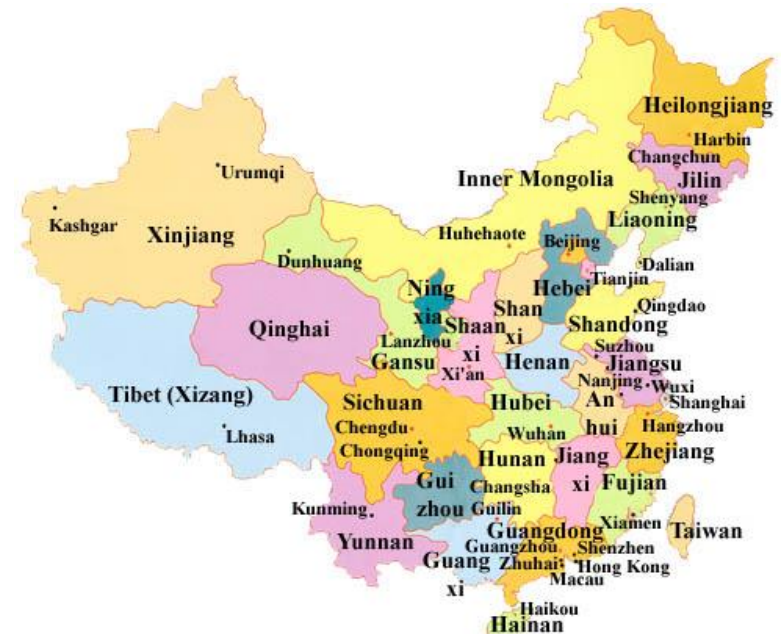 Heilongjiang
Harbin
Changchun
Jilin
Urumqi
Inner Mongolia
Shenyang
Liaoning
Kashgar
Xinjiang
Huhehaote
Beijing
Dunhuang
Dalian
Tianjin
Ning
xia
Hebei
Qinghai
Shan
xi
Qingdao
Shaan
xi
Shandong
Lanzhou
Suzhou
Gansu
Henan
Jiangsu
Xi'an
Nanjing
Wuxi
Tibet (Xizang)
Sichuan
Hubei
An
hui
Shanghai
Chengdu
Wuhan
Hangzhou
Lhasa
Chongqing
Hunan
Jiang
xi
Zhejiang
Gui
zhou
Changsha
Fujian
Kunming
Guilin
Xiamen
Guangdong
Taiwan
Yunnan
Guangzhou
Shenzhen
Guang
xi
Zhuhai
Hong Kong
Macau
Haikou
Hainan